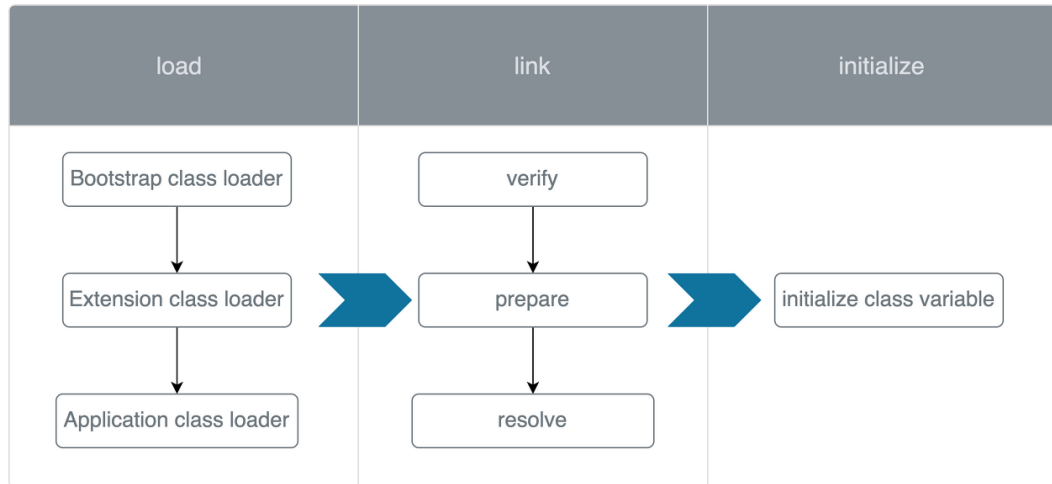 load
link
initialize
Bootstrap class loader
verify
Extension class loader
prepare
initialize class variable
Application class loader
resolve